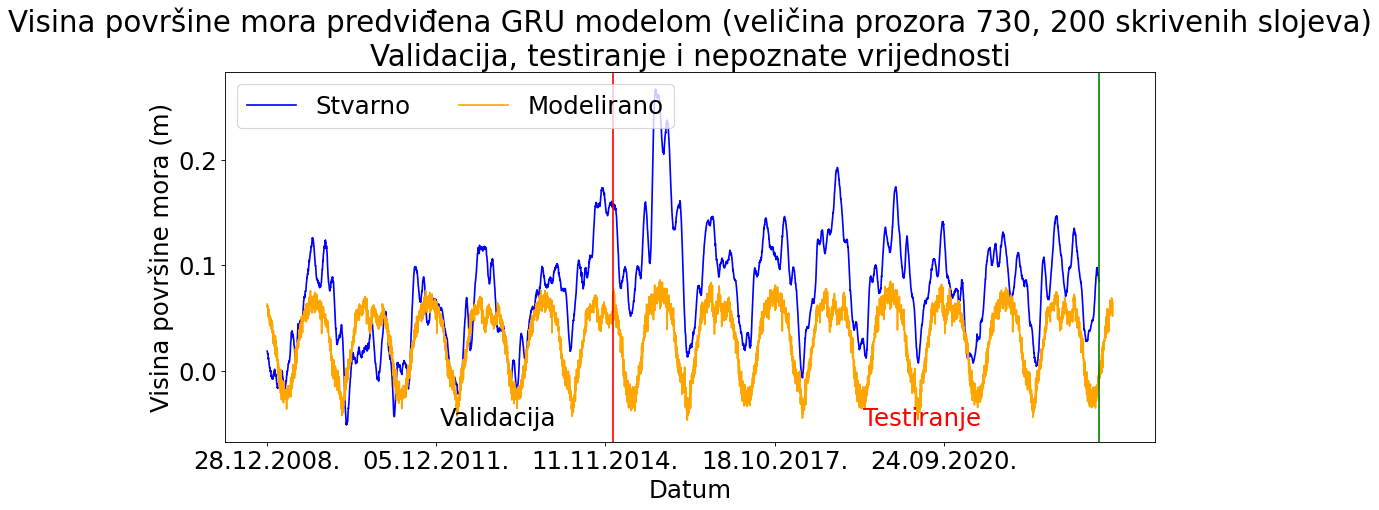 Visina površine mora predviđena GRU modelom (veličina prozora 730, 200 skrivenih slojeva)
Validacija, testiranje i nepoznate vrijednosti
Stvarno
Modelirano
Visina površine mora (m)
0.2
0.1
0.0
Validacija
Testiranje
28.12.2008.
05.12.2011.
11.11.2014.
18.10.2017.
24.09.2020.
Datum